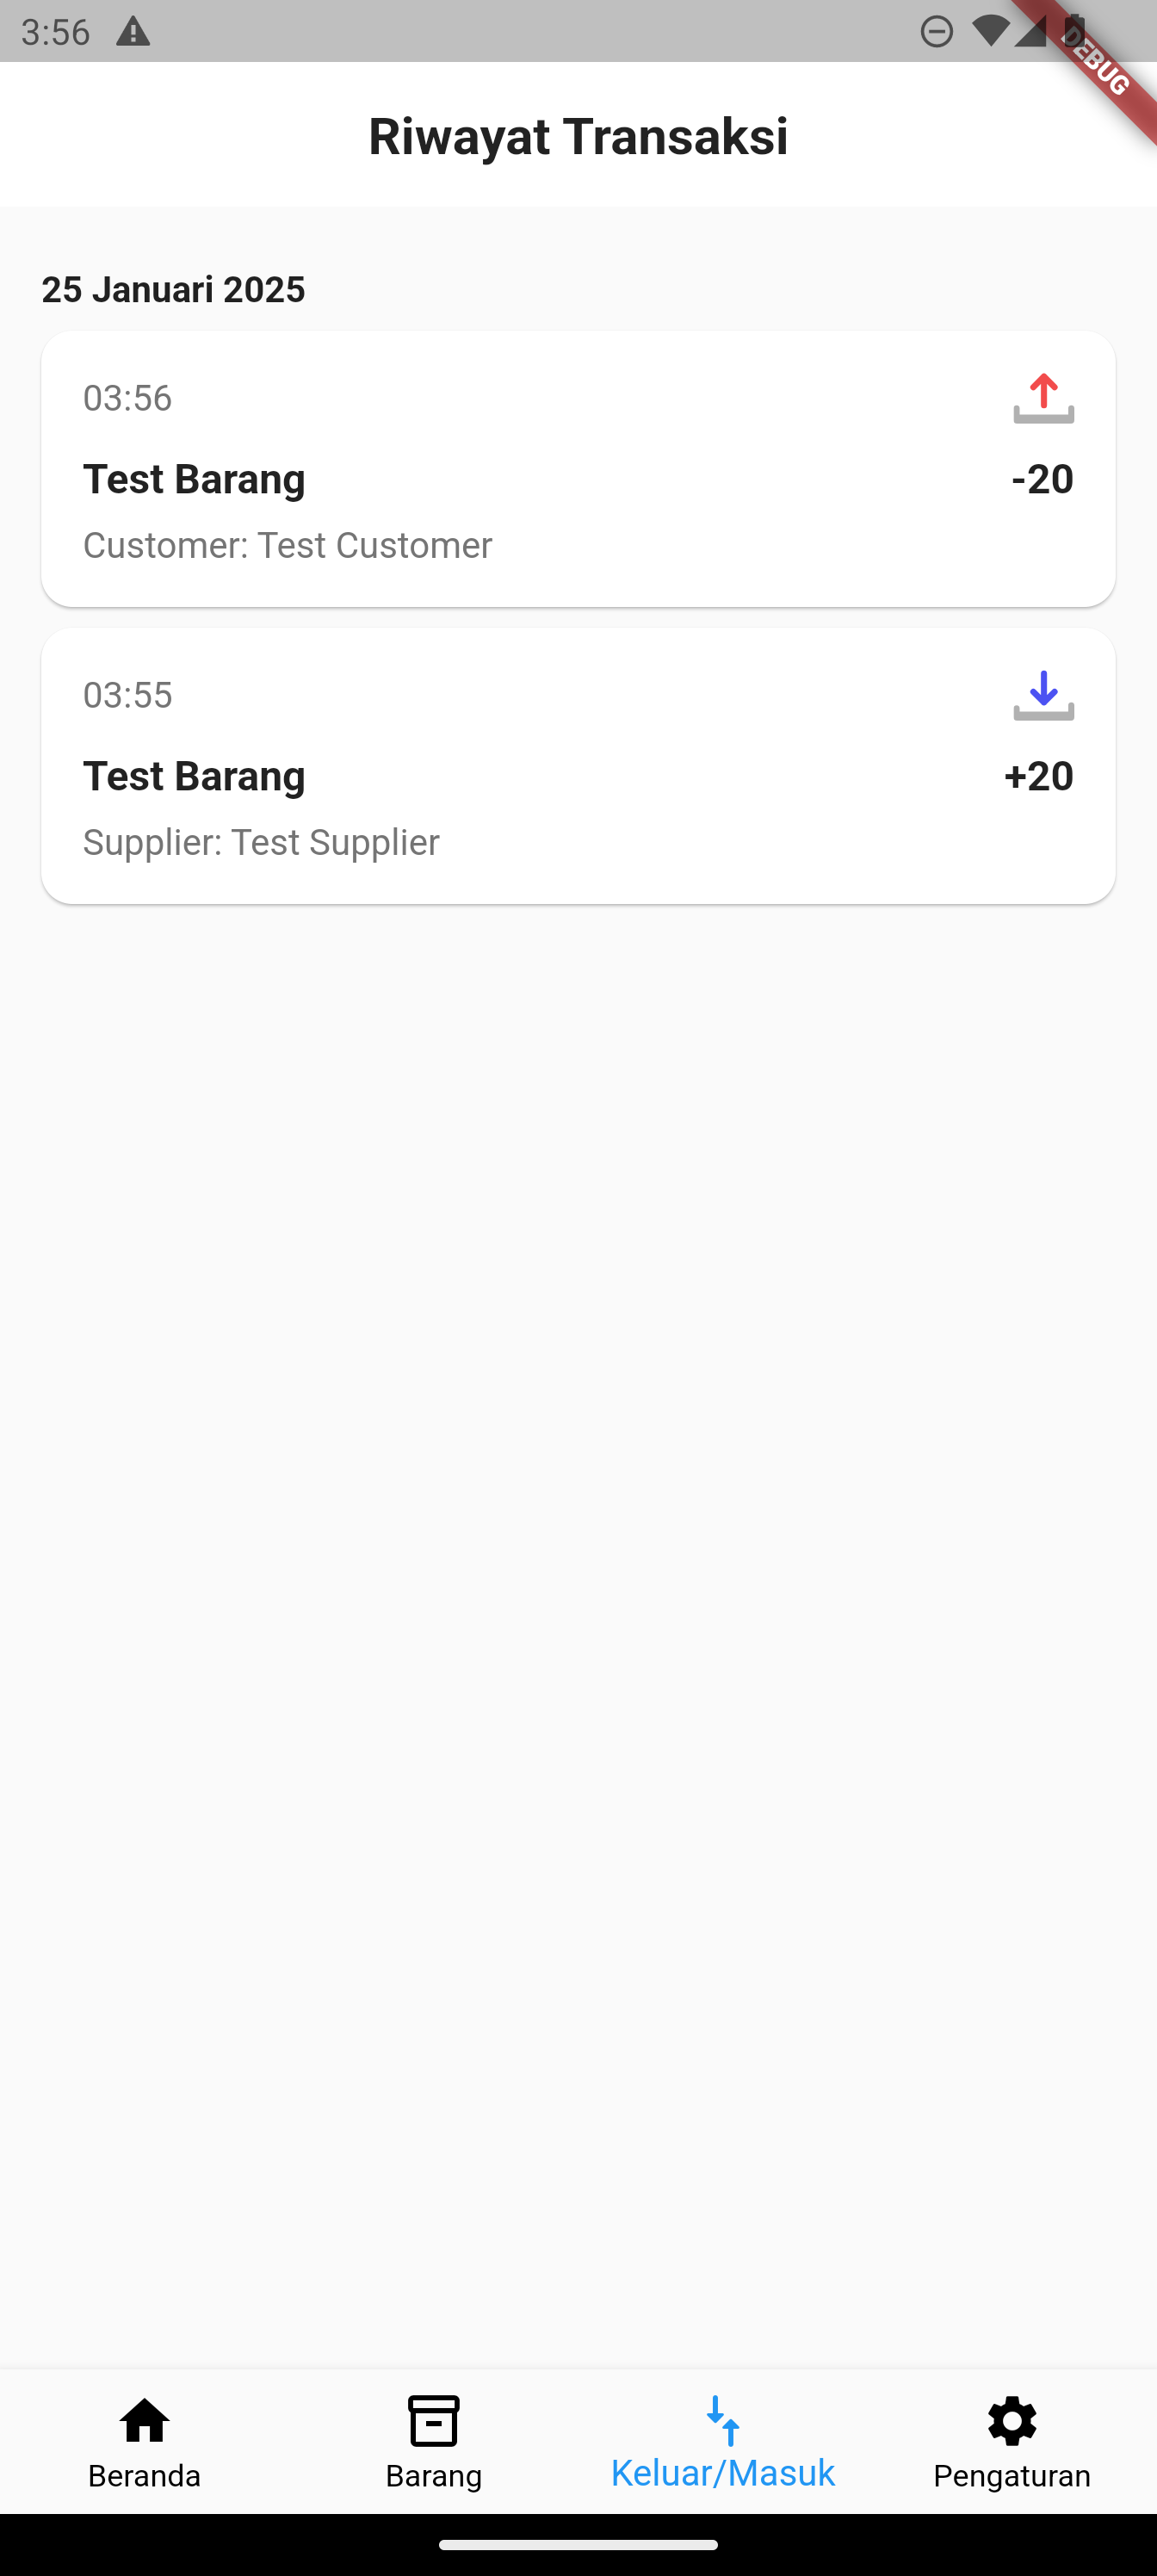 3:56
DEBUG
Riwayat Transaksi
25 Januari 2025
03:56
Test Barang
-20
Customer: Test Customer
03:55
Test Barang
+20
Supplier: Test Supplier
Beranda
Barang
Keluar/Masuk
Pengaturan